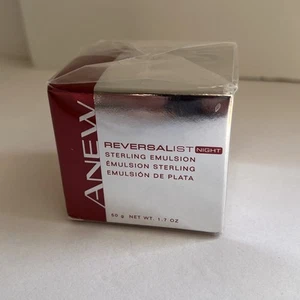 ANEW
REVERSALIST NIGHT
STERLING EMULSION
ÉMULSION STERLING
EMULSIÓN DE PLATA
50 g NET WT. 1.7 OZ